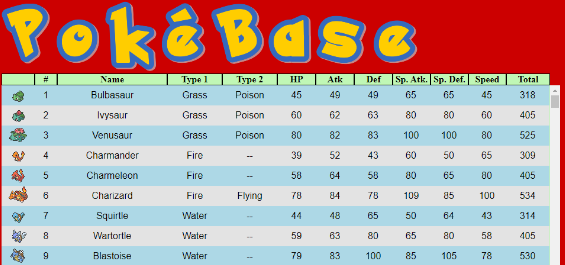 PokéBase
# Name Type 1 Type 2 HP Atk Def Sp. Atk. Sp. Def. Speed Total
1 Bulbasaur Grass Poison 45 49 49 65 65 45 318
2 Ivysaur Grass Poison 60 62 63 80 80 60 405
3 Venusaur Grass Poison 80 82 83 100 100 80 525
4 Charmander Fire -- 39 52 43 60 50 65 309
5 Charmeleon Fire -- 58 64 58 80 65 80 405
6 Charizard Fire Flying 78 84 78 109 85 100 534
7 Squirtle Water -- 44 48 65 50 64 43 314
8 Wartortle Water -- 59 63 80 65 80 58 405
9 Blastoise Water -- 79 83 100 85 105 78 530